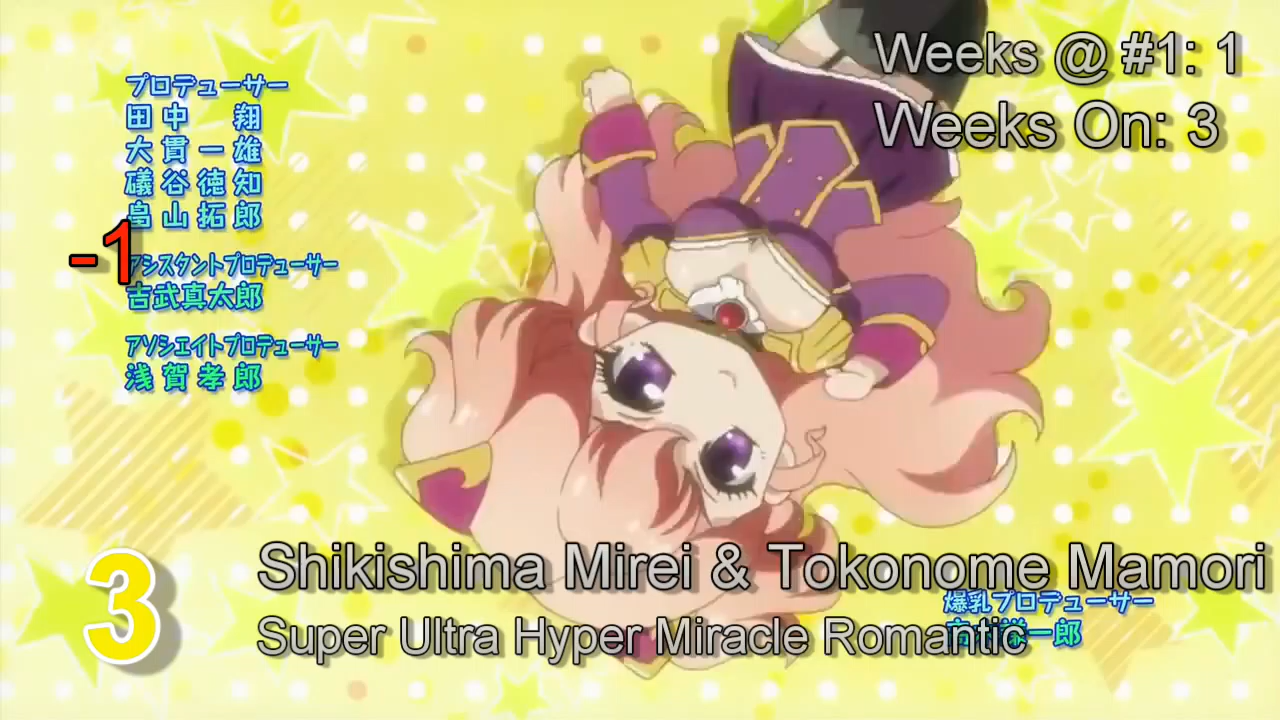 Weeks @ #1: 1
Weeks On: 3
プロデューサー
田中 翔
大貫一雄
礒谷徳知
畠山拓郎
-1
アシスタントプロデューサー
古武真太郎
アソシエイトプロデューサー
浅賀孝郎
3
Shikishima Mirei & Tokonome Mamori
爆乳プロデューサー
Super Ultra Hyper Miracle Romantic
一郎